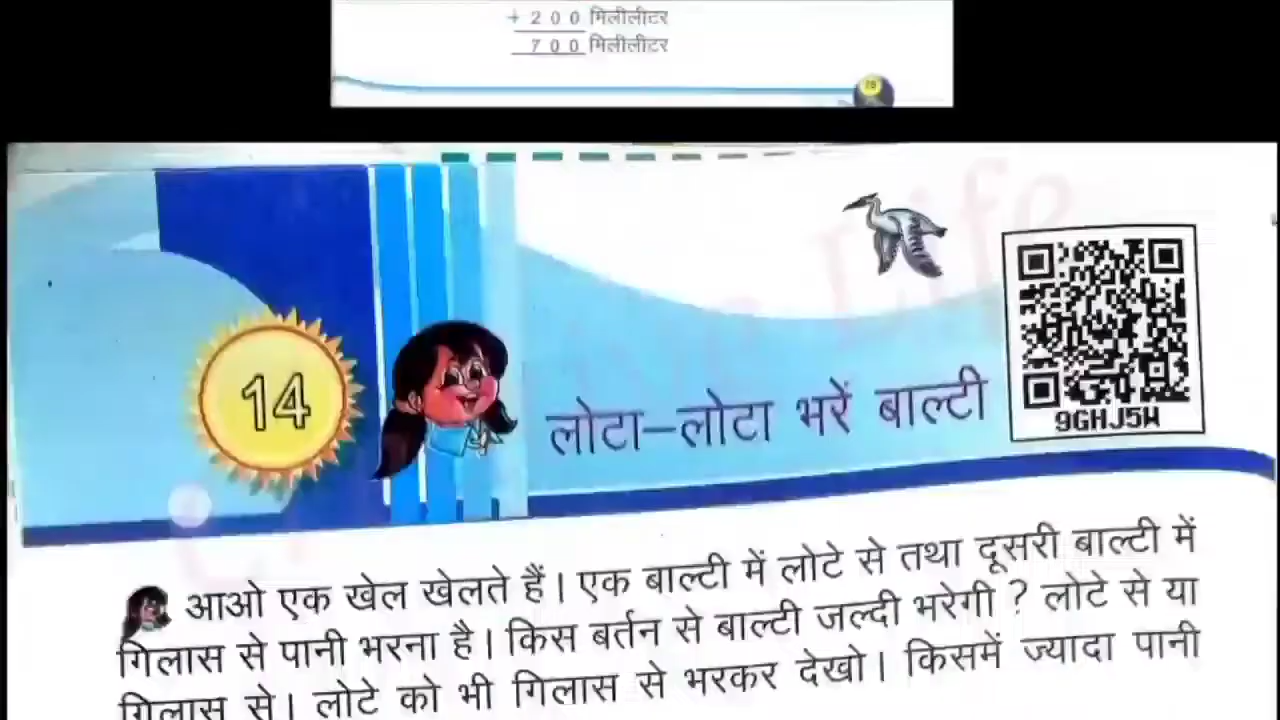 + 2 0 0 मिलीलीटर
7 0 0 मिलीलीटर
14
लोटा–लोटा भरें बाल्टी
9GHJ5W
आओ एक खेल खेलते हैं। एक बाल्टी में लोटे से तथा दूसरी बाल्टी में
गिलास से पानी भरना है। किस बर्तन से बाल्टी जल्दी भरेगी ? लोटे से या
गिलास से। लोटे को भी गिलास से भरकर देखो। किसमें ज्यादा पानी